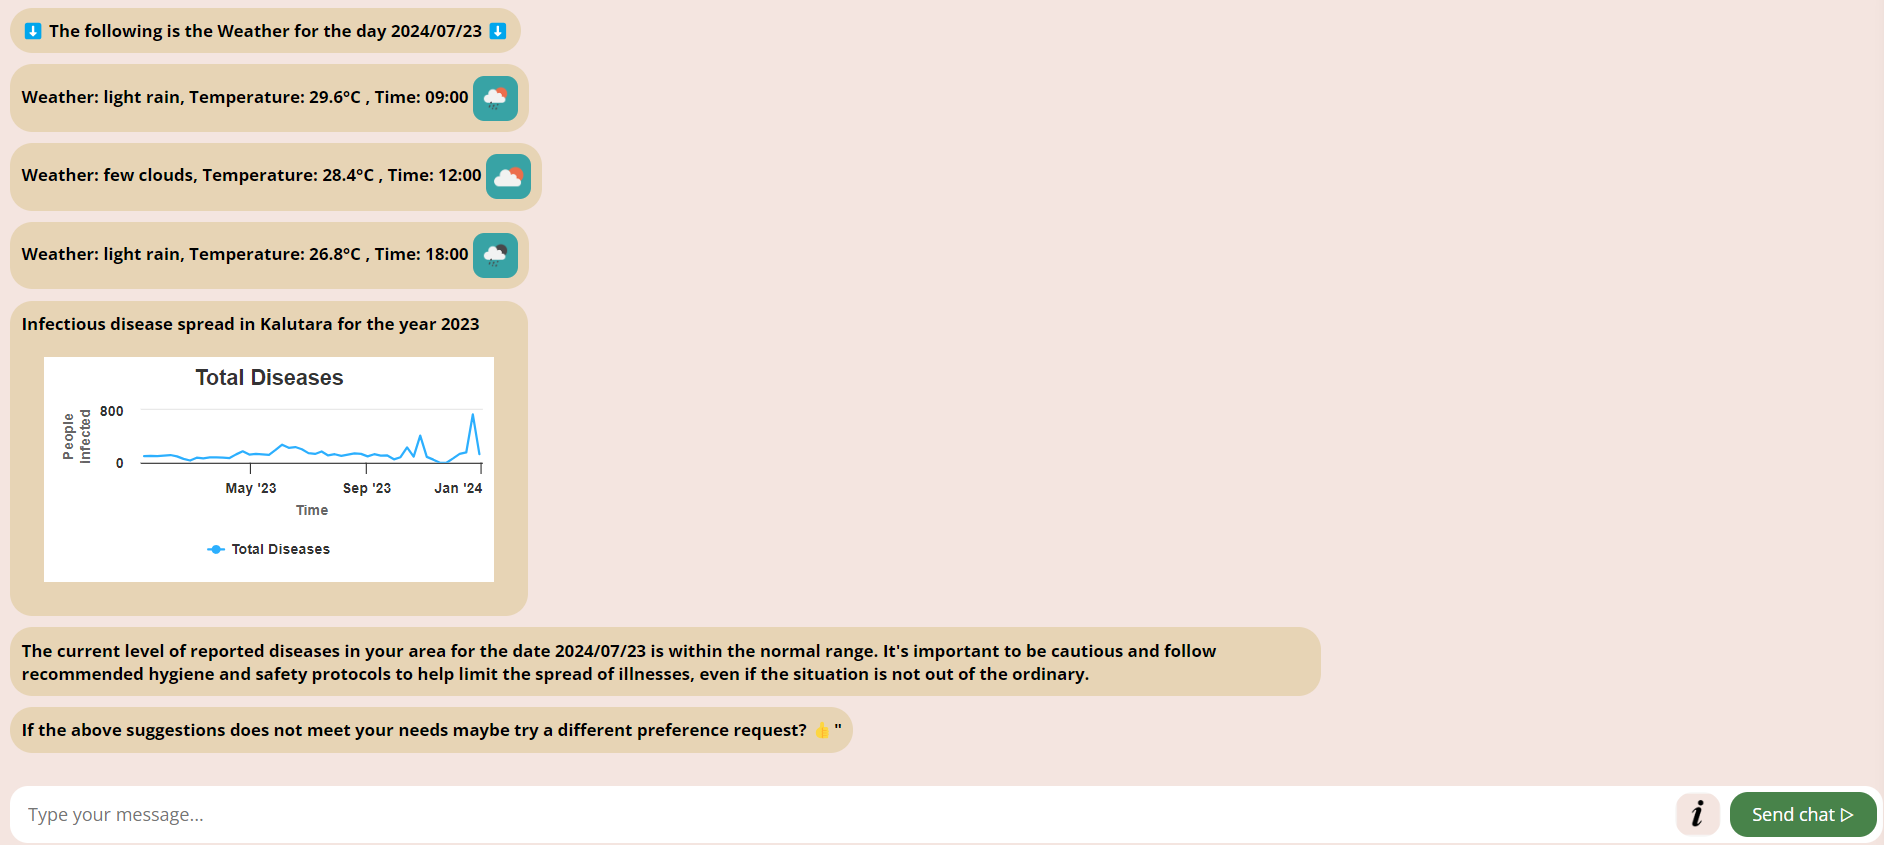 ⬇️ The following is the Weather for the day 2024/07/23 ⬇️
Weather: light rain, Temperature: 29.6°C , Time: 09:00
Weather: few clouds, Temperature: 28.4°C , Time: 12:00
Weather: light rain, Temperature: 26.8°C , Time: 18:00
Infectious disease spread in Kalutara for the year 2023
Total Diseases
People
Infected
800
0
May '23
Sep '23
Jan '24
Time
Total Diseases
The current level of reported diseases in your area for the date 2024/07/23 is within the normal range. It's important to be cautious and follow
recommended hygiene and safety protocols to help limit the spread of illnesses, even if the situation is not out of the ordinary.
If the above suggestions does not meet your needs maybe try a different preference request? 👍"
Type your message...
i
Send chat ▷